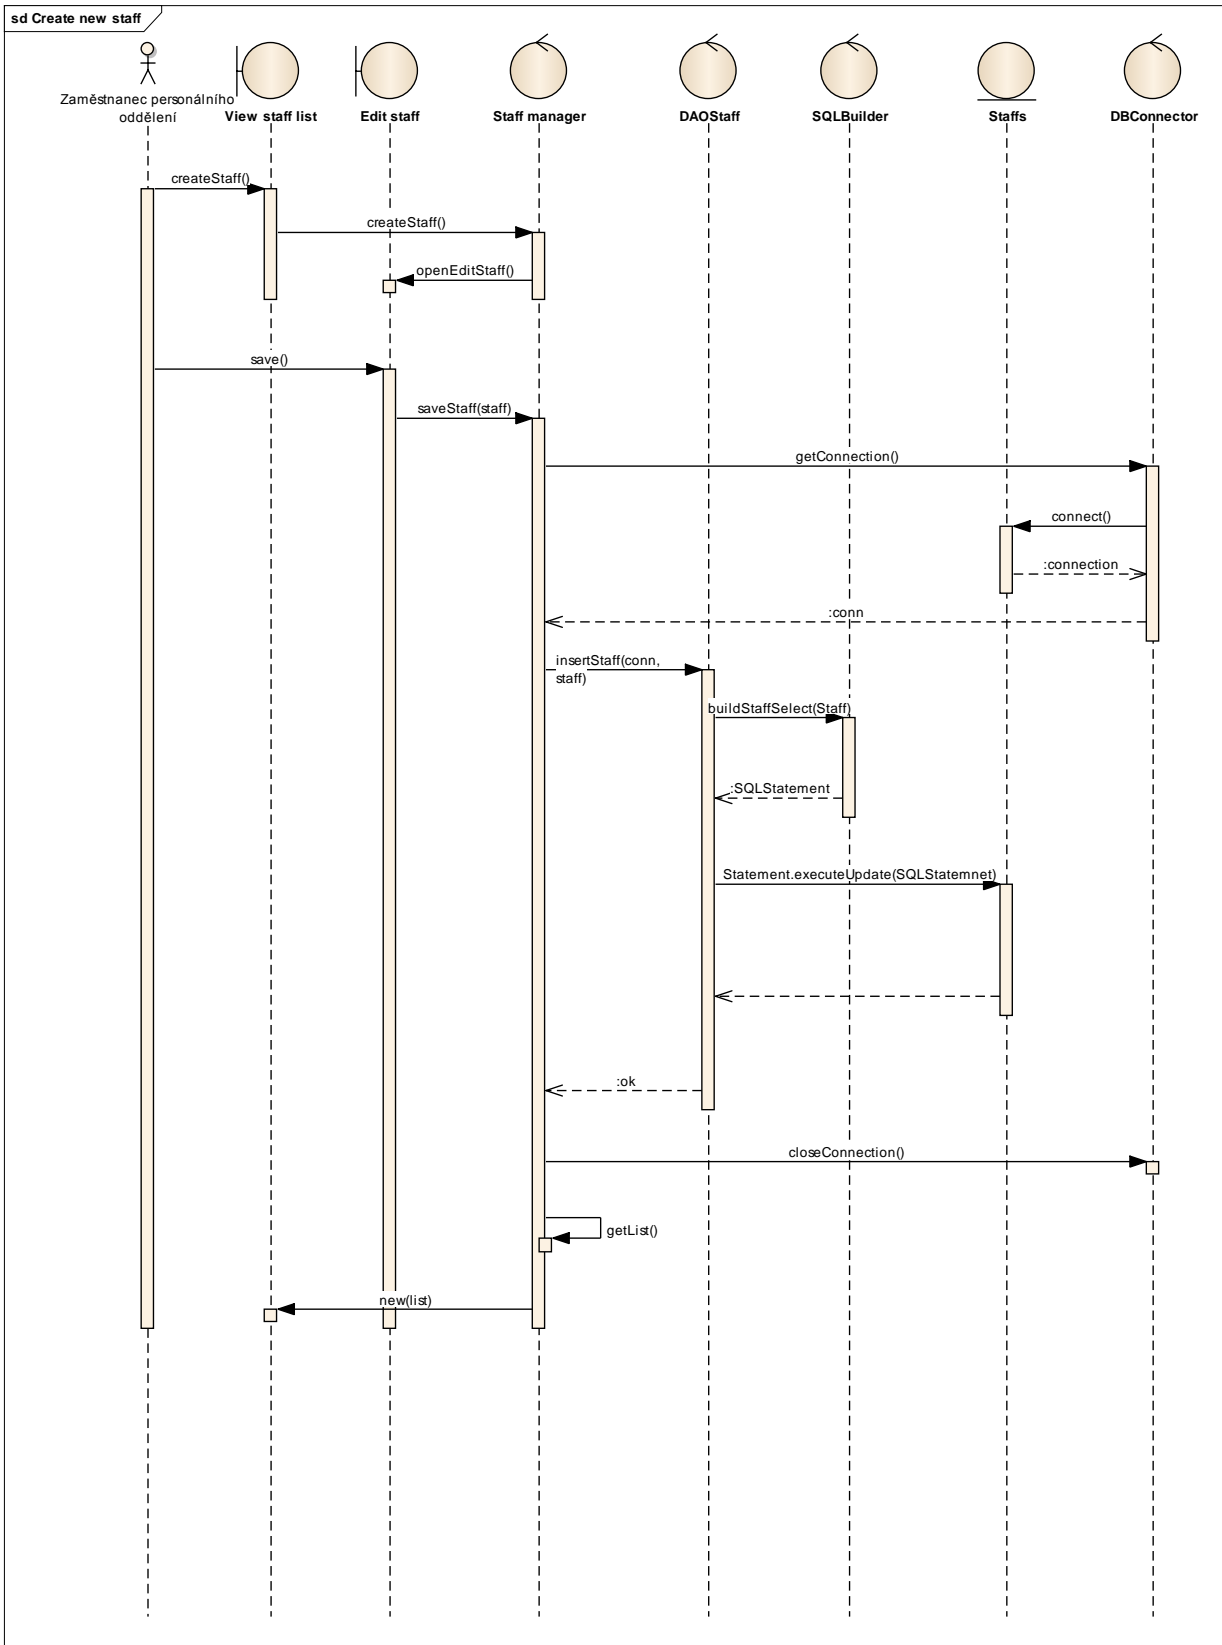 sd Create new staff
Zaměstnanec personálního
oddělení
View staff list
Edit staff
Staff manager
DAOStaff
SQLBuilder
Staffs
DBConnector
createStaff()
createStaff()
openEditStaff()
save()
saveStaff(staff)
getConnection()
connect()
:connection
:conn
insertStaff(conn,
staff)
buildStaffSelect(Staff)
:SQLStatement
Statement.executeUpdate(SQLStatemnet)
:ok
closeConnection()
getList()
new(list)